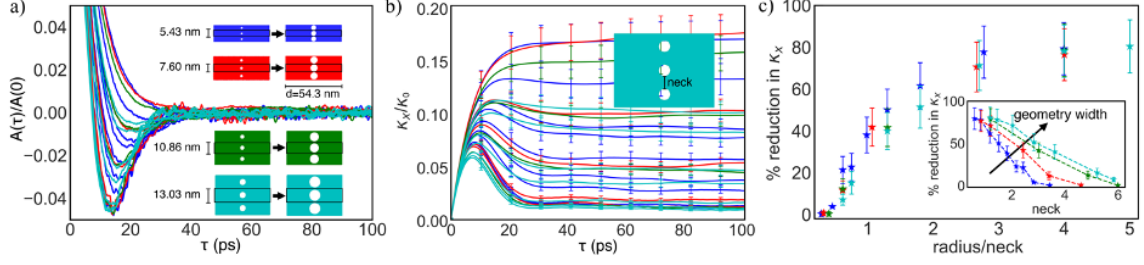 a)
0.04
0.02
0.00
−0.02
−0.04
A(τ)/A(0)
5.43 nm
7.60 nm
d=54.3 nm
10.86 nm
13.03 nm
0 20 40 60 80 100
τ (ps)
b)
0.20
0.15
0.10
0.05
0.00
κx/κ0
neck
0 20 40 60 80 100
τ (ps)
c)
100
80
60
40
20
0
% reduction in κx
geometry width
% reduction in κx
100
50
0
2 4 6
neck
1 2 3 4 5
radius/neck